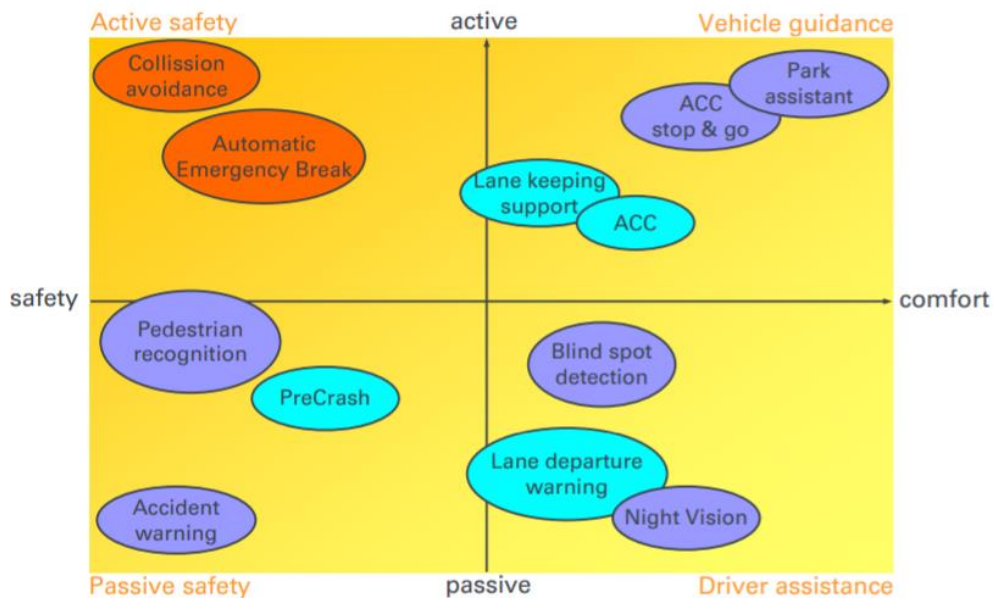 Active safety
active
Vehicle guidance
Collission
avoidance
Park
assistant
ACC
stop & go
Automatic
Emergency Break
Lane keeping
support
ACC
safety
comfort
Pedestrian
recognition
Blind spot
detection
PreCrash
Lane departure
warning
Accident
warning
Night Vision
Passive safety
passive
Driver assistance